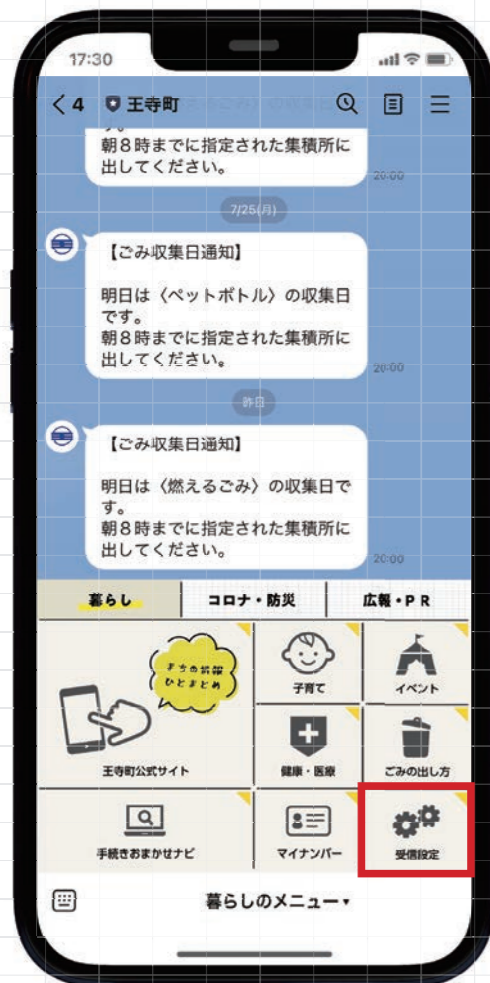 17:30
4 王寺町
朝8時までに指定された集積所に
出してください。
20:00
7/25(月)
【ごみ収集日通知】
明日は〈ペットボトル〉の収集日
です。
朝8時までに指定された集積所に
出してください。
20:00
昨日
【ごみ収集日通知】
明日は〈燃えるごみ〉の収集日で
す。
朝8時までに指定された集積所に
出してください。
20:00
暮らし
コロナ・防災
広報・PR
まちの情報
ひとまとめ
王寺町公式サイト
子育て
イベント
健康・医療
ごみの出し方
手続きおまかせナビ
マイナンバー
受信設定
暮らしのメニュー▼